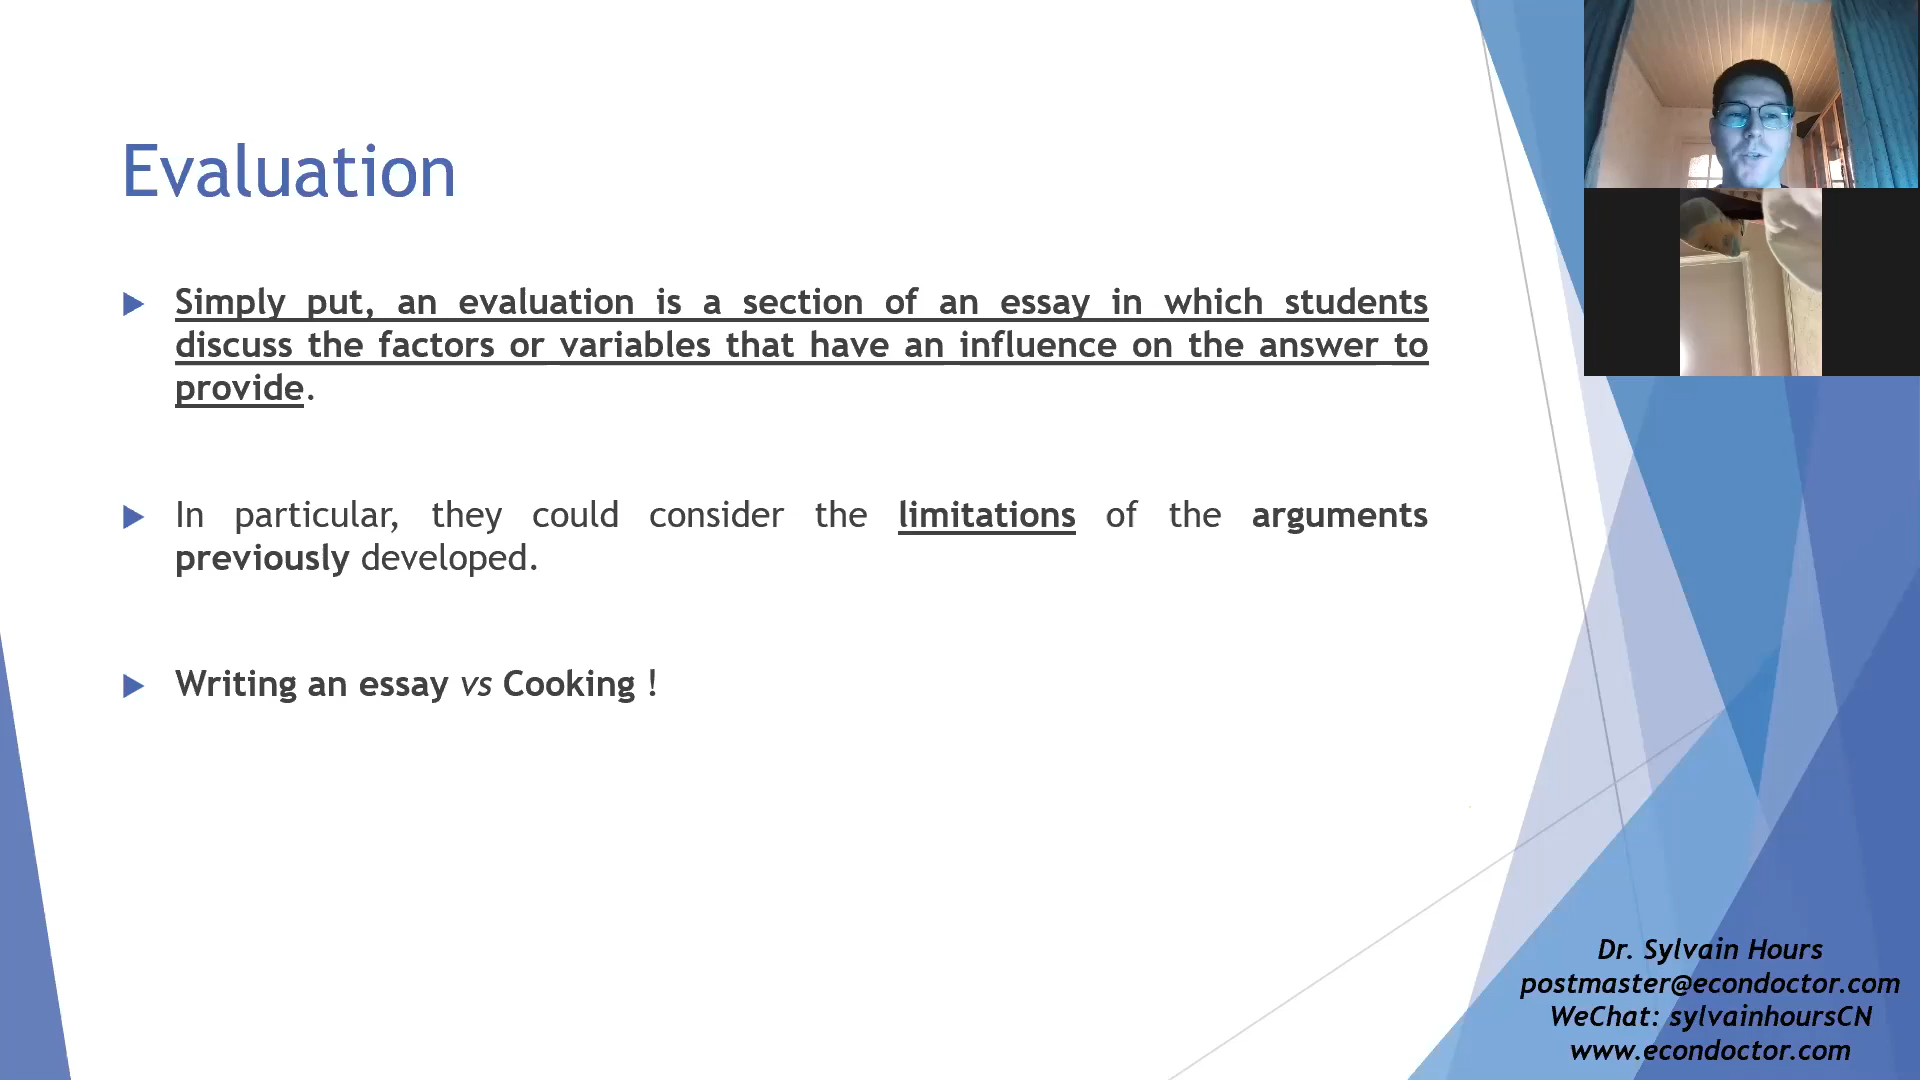 Evaluation
Simply put, an evaluation is a section of an essay in which students
discuss the factors or variables that have an influence on the answer to
provide.
In particular, they could consider the limitations of the arguments
previously developed.
Writing an essay vs Cooking !
Dr. Sylvain Hours
postmaster@econdoctor.com
WeChat: sylvainhoursCN
www.econdoctor.com